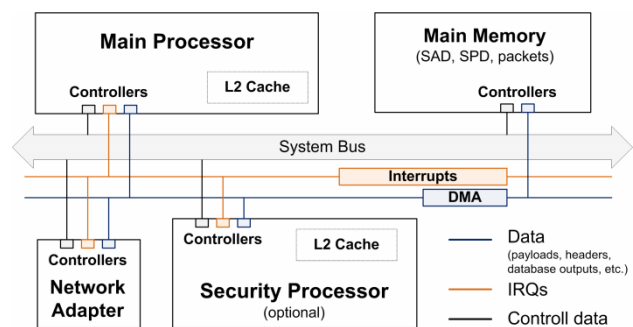 Main Processor
L2 Cache
Controllers
Main Memory
(SAD, SPD, packets)
Controllers
System Bus
Interrupts
DMA
Controllers
Network
Adapter
Controllers
L2 Cache
Security Processor
(optional)
Data
(payloads, headers,
database outputs, etc.)
IRQs
Controll data